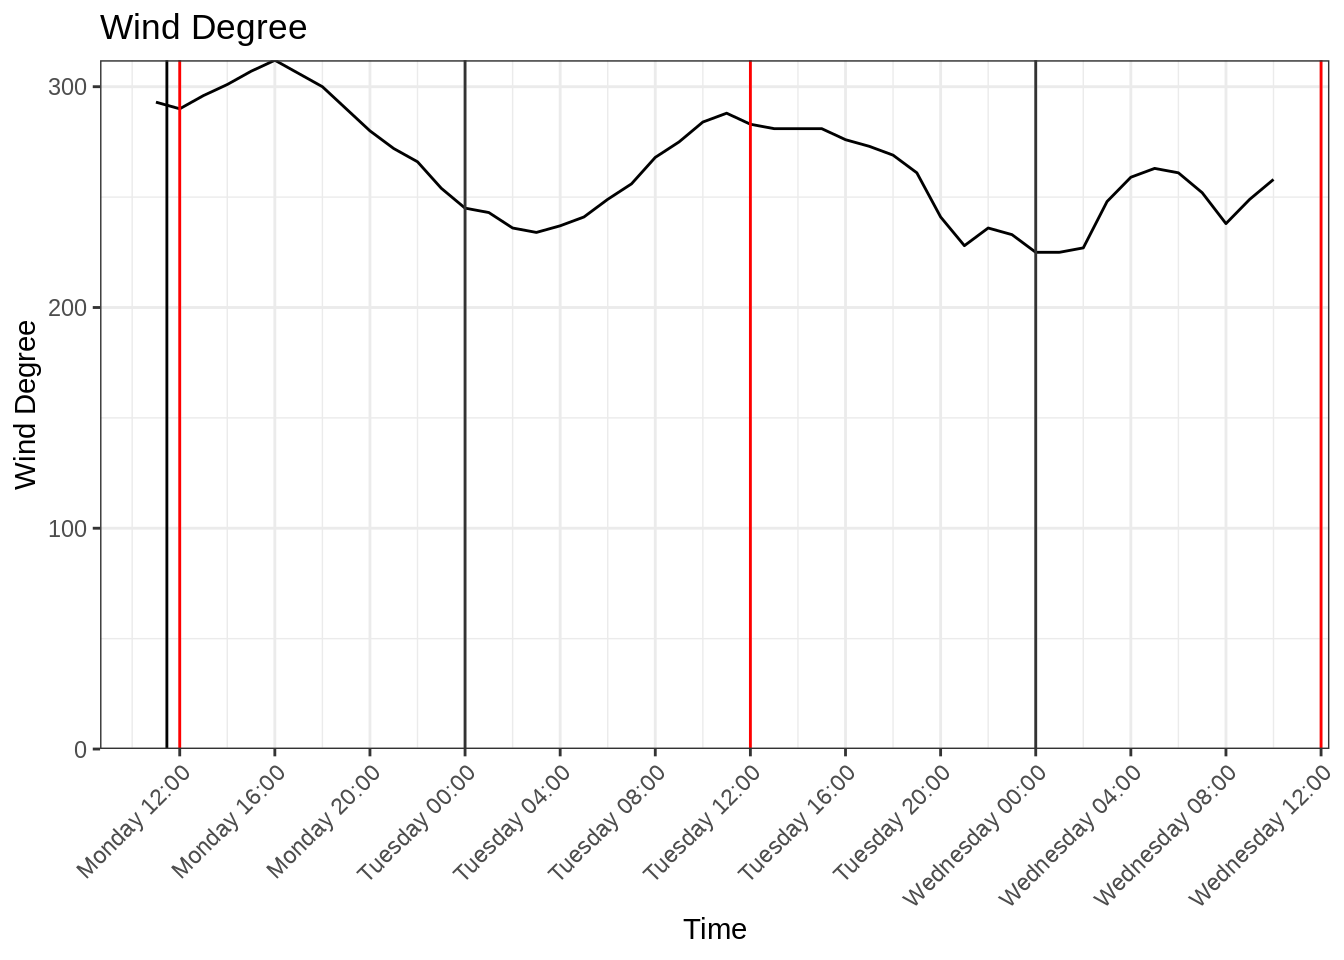 Wind Degree
Wind Degree
300
200
100
0
Monday 12:00
Monday 16:00
Monday 20:00
Tuesday 00:00
Tuesday 04:00
Tuesday 08:00
Tuesday 12:00
Tuesday 16:00
Tuesday 20:00
Wednesday 00:00
Wednesday 04:00
Wednesday 08:00
Wednesday 12:00
Time